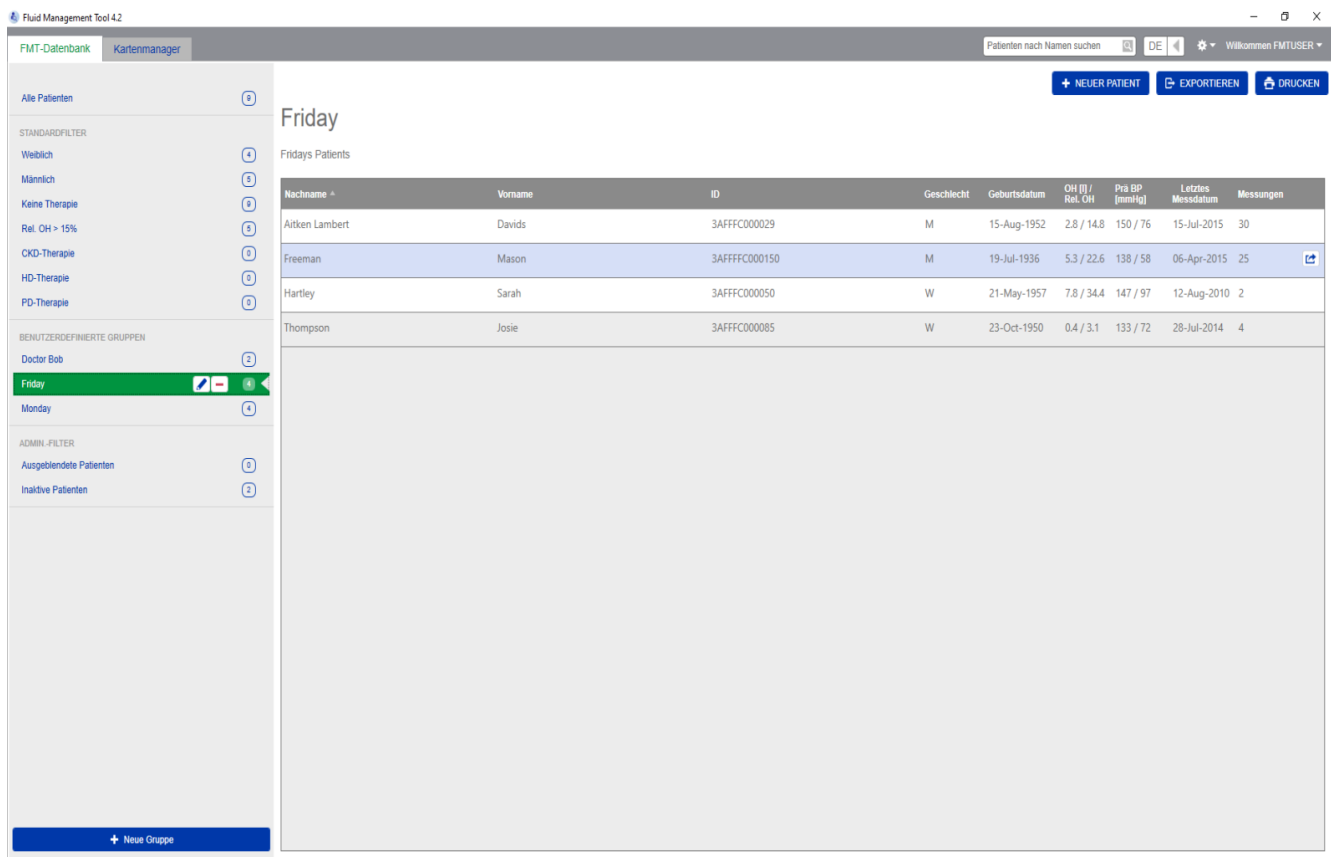 Fluid Management Tool 4.2
FMT-Datenbank Kartenmanager Patienten nach Namen suchen DE Willkommen FMTUSER
+ NEUER PATIENT EXPORTIEREN DRUCKEN
Alle Patienten 9
STANDARDFILTER
Weiblich 4
Männlich 5
Keine Therapie 9
Rel. OH > 15% 5
CKD-Therapie 0
HD-Therapie 0
PD-Therapie 0
BENUTZERDEFINIERTE GRUPPEN
Doctor Bob 2
Friday 4
Monday 4
ADMIN.-FILTER
Ausgeblendete Patienten 0
Inaktive Patienten 2
+ Neue Gruppe
Friday
Fridays Patients
Nachname Vorname ID Geschlecht Geburtsdatum OH [l] / Rel. OH Prä BP [mmHg] Letztes Messdatum Messungen
Aitken Lambert Davids 3AFFFC000029 M 15-Aug-1952 2.8 / 14.8 150 / 76 15-Jul-2015 30
Freeman Mason 3AFFFFC000150 M 19-Jul-1936 5.3 / 22.6 138 / 58 06-Apr-2015 25
Hartley Sarah 3AFFFC000050 W 21-May-1957 7.8 / 34.4 147 / 97 12-Aug-2010 2
Thompson Josie 3AFFFC000085 W 23-Oct-1950 0.4 / 3.1 133 / 72 28-Jul-2014 4